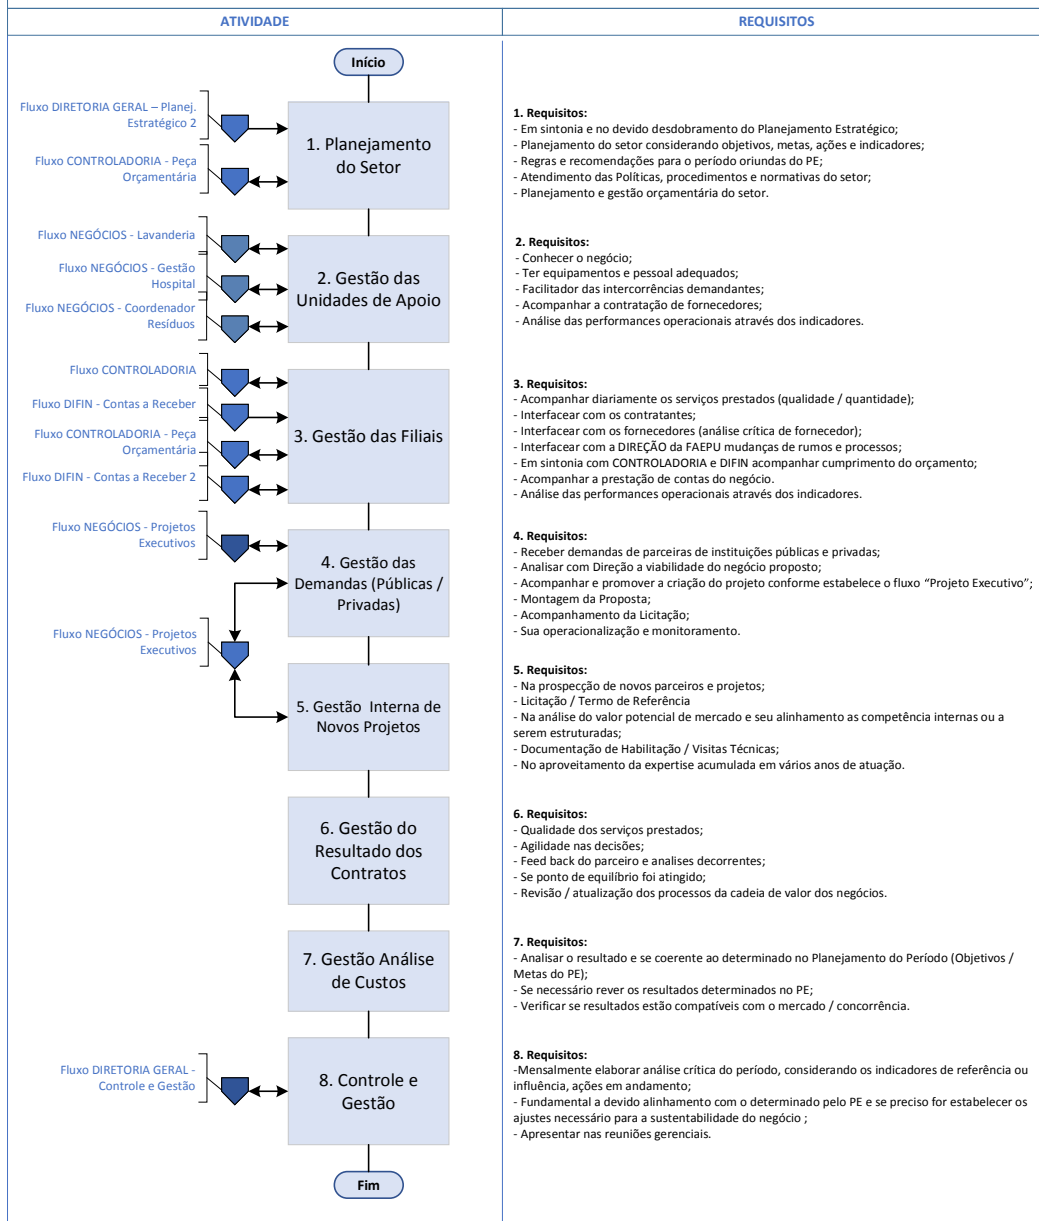 ATIVIDADE
REQUISITOS
Início
Fluxo DIRETORIA GERAL – Planej.
Estratégico 2
Fluxo CONTROLADORIA - Peça
Orçamentária
1. Planejamento
do Setor
1. Requisitos:
- Em sintonia e no devido desdobramento do Planejamento Estratégico;
- Planejamento do setor considerando objetivos, metas, ações e indicadores;
- Regras e recomendações para o período oriundas do PE;
- Atendimento das Políticas, procedimentos e normativas do setor;
- Planejamento e gestão orçamentária do setor.
Fluxo NEGÓCIOS - Lavanderia
Fluxo NEGÓCIOS - Gestão
Hospital
Fluxo NEGÓCIOS - Coordenador
Resíduos
2. Gestão das
Unidades de Apoio
2. Requisitos:
- Conhecer o negócio;
- Ter equipamentos e pessoal adequados;
- Facilitador das intercorrências demandantes;
- Acompanhar a contratação de fornecedores;
- Análise das performances operacionais através dos indicadores.
Fluxo CONTROLADORIA
Fluxo DIFIN - Contas a Receber
Fluxo CONTROLADORIA - Peça
Orçamentária
Fluxo DIFIN - Contas a Receber 2
3. Gestão das Filiais
3. Requisitos:
- Acompanhar diariamente os serviços prestados (qualidade / quantidade);
- Interfacear com os contratantes;
- Interfacear com os fornecedores (análise crítica de fornecedor);
- Interfacear com a DIREÇÃO da FAEPU mudanças de rumos e processos;
- Em sintonia com CONTROLADORIA e DIFIN acompanhar cumprimento do orçamento;
- Acompanhar a prestação de contas do negócio.
- Análise das performances operacionais através dos indicadores.
Fluxo NEGÓCIOS - Projetos
Executivos
4. Gestão das
Demandas (Públicas /
Privadas)
4. Requisitos:
- Receber demandas de parceiras de instituições públicas e privadas;
- Analisar com Direção a viabilidade do negócio proposto;
- Acompanhar e promover a criação do projeto conforme estabelece o fluxo “Projeto Executivo”;
- Montagem da Proposta;
- Acompanhamento da Licitação;
- Sua operacionalização e monitoramento.
Fluxo NEGÓCIOS - Projetos
Executivos
5. Gestão Interna de
Novos Projetos
5. Requisitos:
- Na prospecção de novos parceiros e projetos;
- Licitação / Termo de Referência
- Na análise do valor potencial de mercado e seu alinhamento as competência internas ou a
serem estruturadas;
- Documentação de Habilitação / Visitas Técnicas;
- No aproveitamento da expertise acumulada em vários anos de atuação.
6. Gestão do
Resultado dos
Contratos
6. Requisitos:
- Qualidade dos serviços prestados;
- Agilidade nas decisões;
- Feed back do parceiro e analises decorrentes;
- Se ponto de equilíbrio foi atingido;
- Revisão / atualização dos processos da cadeia de valor dos negócios.
7. Gestão Análise
de Custos
7. Requisitos:
- Analisar o resultado e se coerente ao determinado no Planejamento do Período (Objetivos /
Metas do PE);
- Se necessário rever os resultados determinados no PE;
- Verificar se resultados estão compatíveis com o mercado / concorrência.
Fluxo DIRETORIA GERAL -
Controle e Gestão
8. Controle e
Gestão
8. Requisitos:
-Mensalmente elaborar análise crítica do período, considerando os indicadores de referência ou
influência, ações em andamento;
- Fundamental a devido alinhamento com o determinado pelo PE e se preciso for estabelecer os
ajustes necessário para a sustentabilidade do negócio ;
- Apresentar nas reuniões gerenciais.
Fim